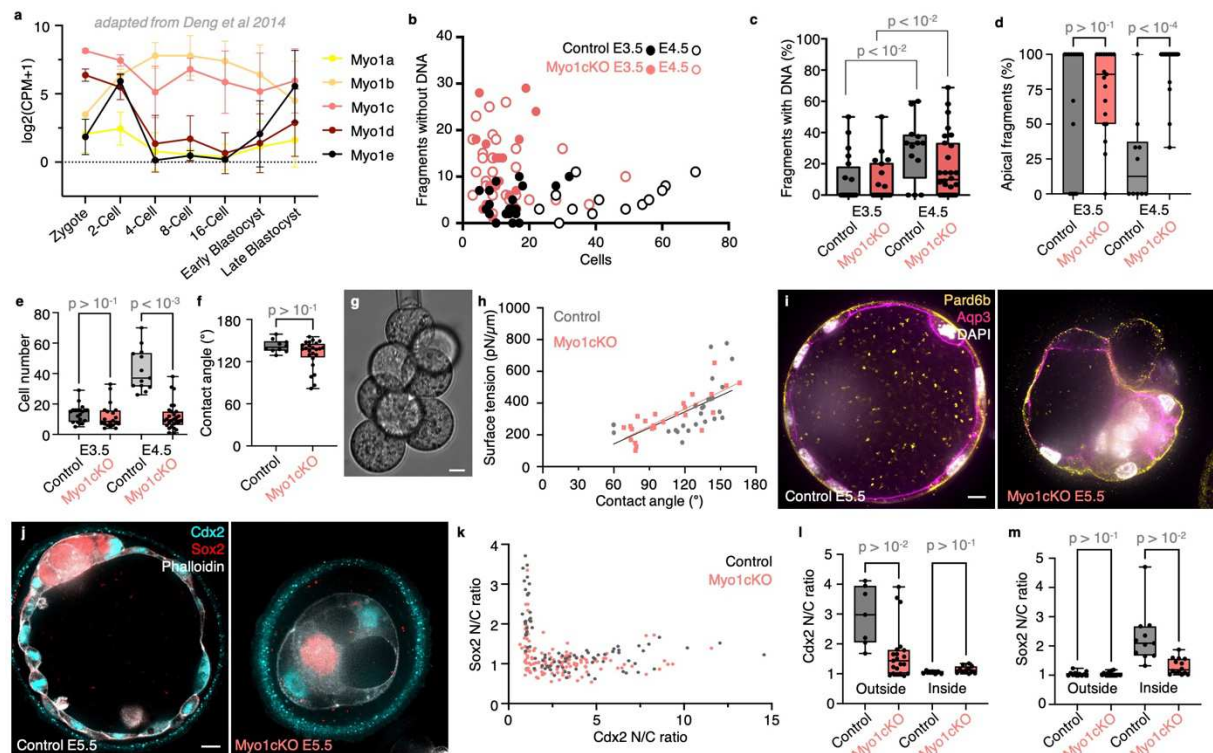 a
adapted from Deng et al 2014
log2(CPM+1)
10
5
0
Zygote
2-Cell
4-Cell
8-Cell
16-Cell
Early Blastocyst
Late Blastocyst
Myo1a
Myo1b
Myo1c
Myo1d
Myo1e
b
Control E3.5 E4.5
Myo1cKO E3.5 E4.5
Fragments without DNA
40
30
20
10
0
0 20 40 60 80
Cells
c
p < 10-2
p < 10-2
Fragments with DNA (%)
100
80
60
40
20
0
E3.5 E4.5
Control
Myo1cKO
Control
Myo1cKO
d
p > 10-1 p < 10-4
Apical fragments (%)
100
75
50
25
0
E3.5 E4.5
Control
Myo1cKO
Control
Myo1cKO
e
p > 10-1 p < 10-3
Cell number
80
60
40
20
0
E3.5 E4.5
Control
Myo1cKO
Control
Myo1cKO
f
p > 10-1
Contact angle (°)
180
120
60
0
Control
Myo1cKO
g
h
Control
Myo1cKO
Surface tension (pN/µm)
1000
800
600
400
200
0
0 30 60 90 120 150 180
Contact angle (°)
i
Pard6b
Aqp3
DAPI
Control E5.5
Myo1cKO E5.5
j
Cdx2
Sox2
Phalloidin
Control E5.5
Myo1cKO E5.5
k
Control
Myo1cKO
Sox2 N/C ratio
4
3
2
1
0
0 5 10 15
Cdx2 N/C ratio
l
p > 10-2 p > 10-1
Cdx2 N/C ratio
5
4
3
2
1
0
Outside Inside
Control
Myo1cKO
Control
Myo1cKO
m
p > 10-1 p > 10-2
Sox2 N/C ratio
5
4
3
2
1
0
Outside Inside
Control
Myo1cKO
Control
Myo1cKO